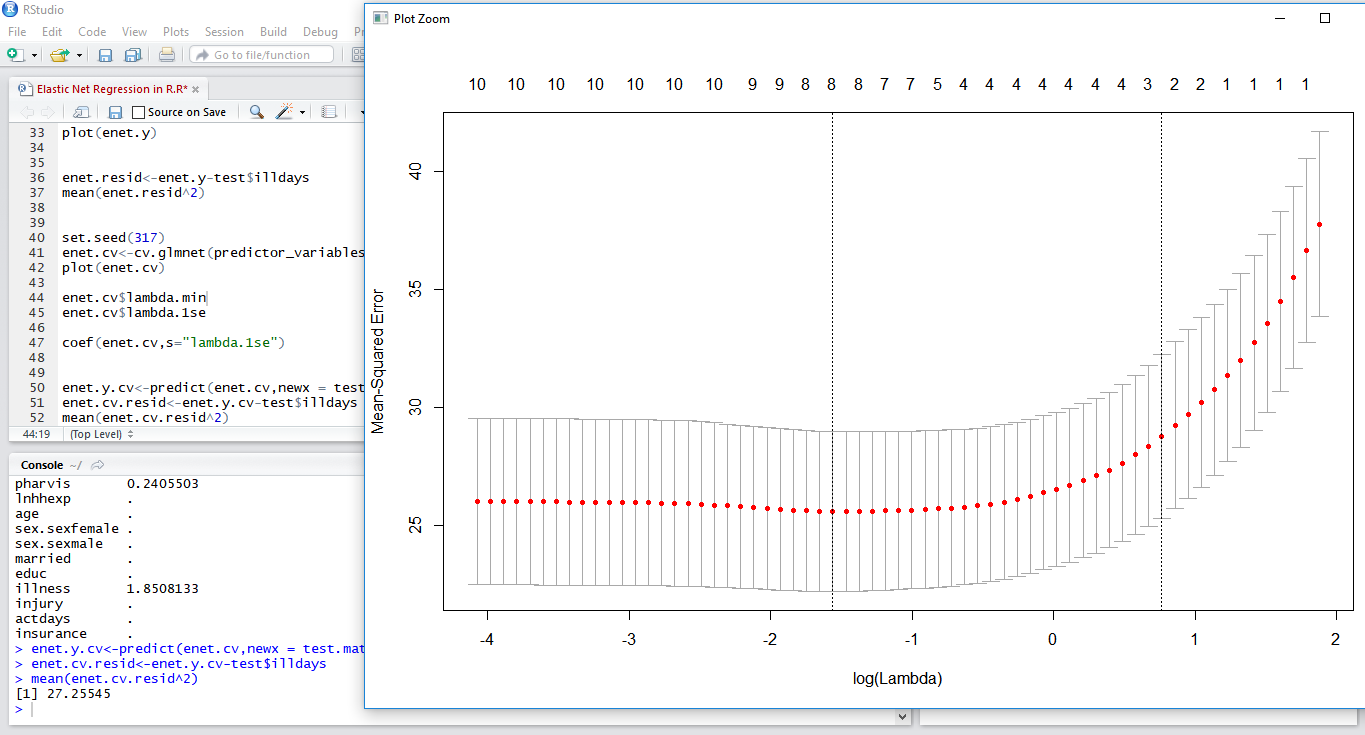 RStudio
File Edit Code View Plots Session Build Debug
Go to file/function
Elastic Net Regression in R.R*
Source on Save
33 plot(enet.y)
34
35
36 enet.resid<-enet.y-test$illdays
37 mean(enet.resid^2)
38
39
40 set.seed(317)
41 enet.cv<-cv.glmnet(predictor_variables
42 plot(enet.cv)
43
44 enet.cv$lambda.min
45 enet.cv$lambda.1se
46
47 coef(enet.cv,s="lambda.1se")
48
49
50 enet.y.cv<-predict(enet.cv,newx = test
51 enet.cv.resid<-enet.y.cv-test$illdays
52 mean(enet.cv.resid^2)
44:19 (Top Level)
Console ~/
pharvis 0.2405503
lnhhexp .
age .
sex.sexfemale .
sex.sexmale .
married .
educ .
illness 1.8508133
injury .
actdays .
insurance .
> enet.y.cv<-predict(enet.cv,newx = test.mat
> enet.cv.resid<-enet.y.cv-test$illdays
> mean(enet.cv.resid^2)
[1] 27.25545
>
Plot Zoom
10 10 10 10 10 10 10 9 9 8 8 8 7 7 5 4 4 4 4 4 4 3 2 2 1 1 1 1
Mean-Squared Error
40
35
30
25
-4 -3 -2 -1 0 1 2
log(Lambda)